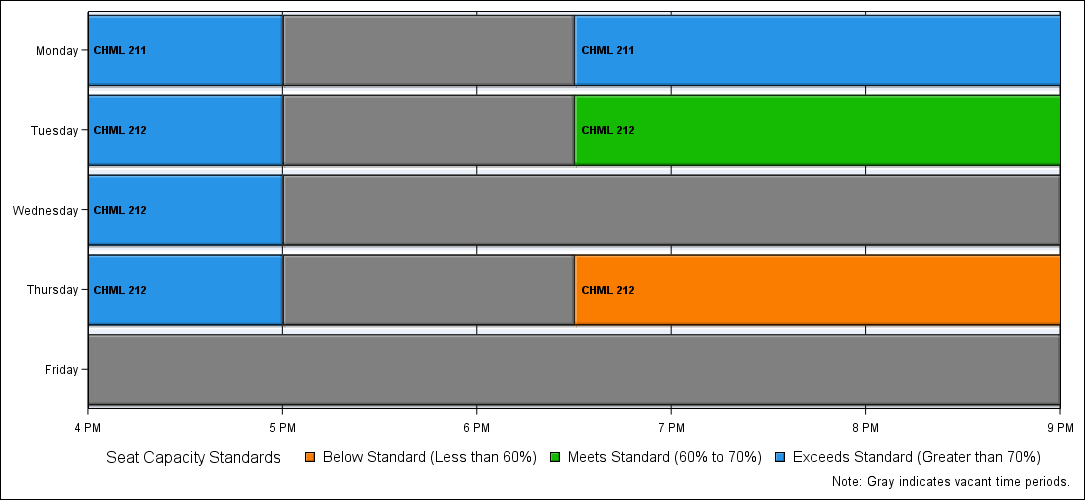 Monday CHML 211 CHML 211
Tuesday CHML 212 CHML 212
Wednesday CHML 212
Thursday CHML 212 CHML 212
Friday
4 PM 5 PM 6 PM 7 PM 8 PM 9 PM
Seat Capacity Standards Below Standard (Less than 60%) Meets Standard (60% to 70%) Exceeds Standard (Greater than 70%)
Note: Gray indicates vacant time periods.